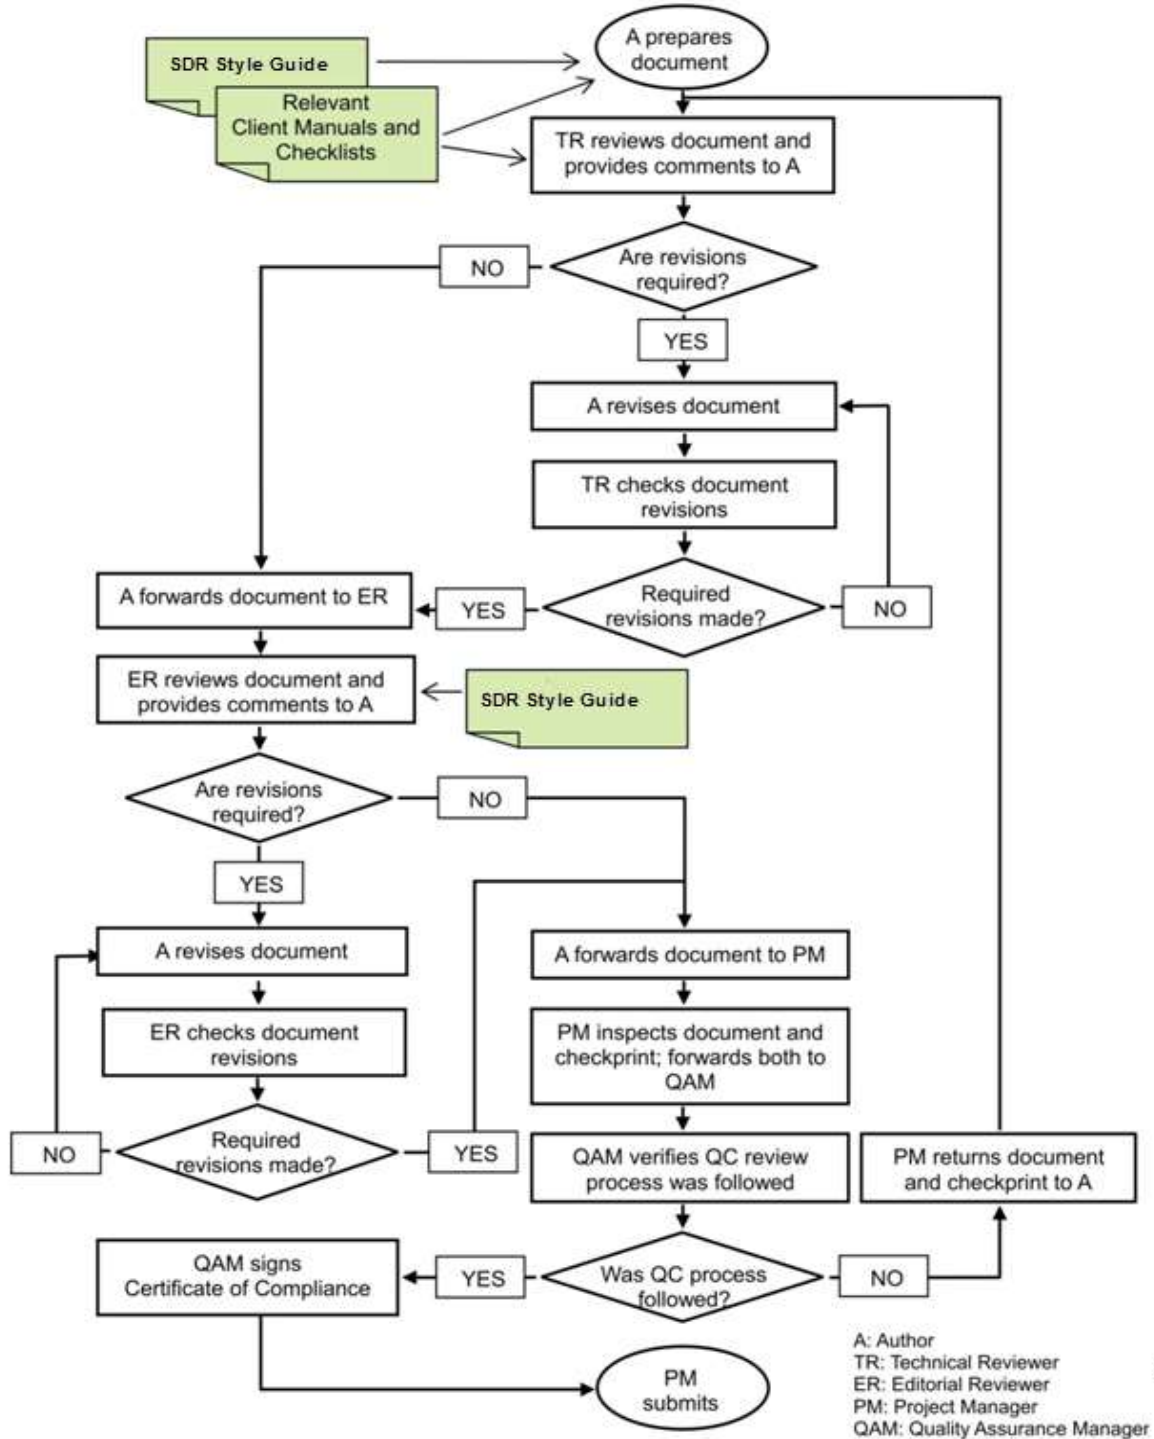 A prepares
document
SDR Style Guide
Relevant
Client Manuals and
Checklists
TR reviews document and
provides comments to A
Are revisions
required?
NO
YES
A revises document
TR checks document
revisions
Required
revisions made?
NO
YES
A forwards document to ER
ER reviews document and
provides comments to A
SDR Style Guide
Are revisions
required?
NO
YES
A revises document
ER checks document
revisions
Required
revisions made?
NO
YES
A forwards document to PM
PM inspects document and
checkprint; forwards both to
QAM
QAM verifies QC review
process was followed
PM returns document
and checkprint to A
Was QC process
followed?
NO
YES
QAM signs
Certificate of Compliance
PM
submits
A: Author
TR: Technical Reviewer
ER: Editorial Reviewer
PM: Project Manager
QAM: Quality Assurance Manager